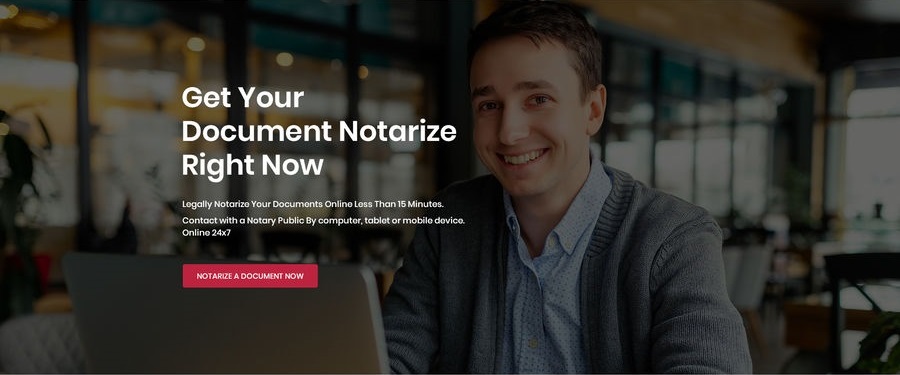 Get Your
Document Notarize
Right Now
Legally Notarize Your Documents Online Less Than 15 Minutes.
Contact with a Notary Public By computer, tablet or mobile device.
Online 24x7
NOTARIZE A DOCUMENT NOW